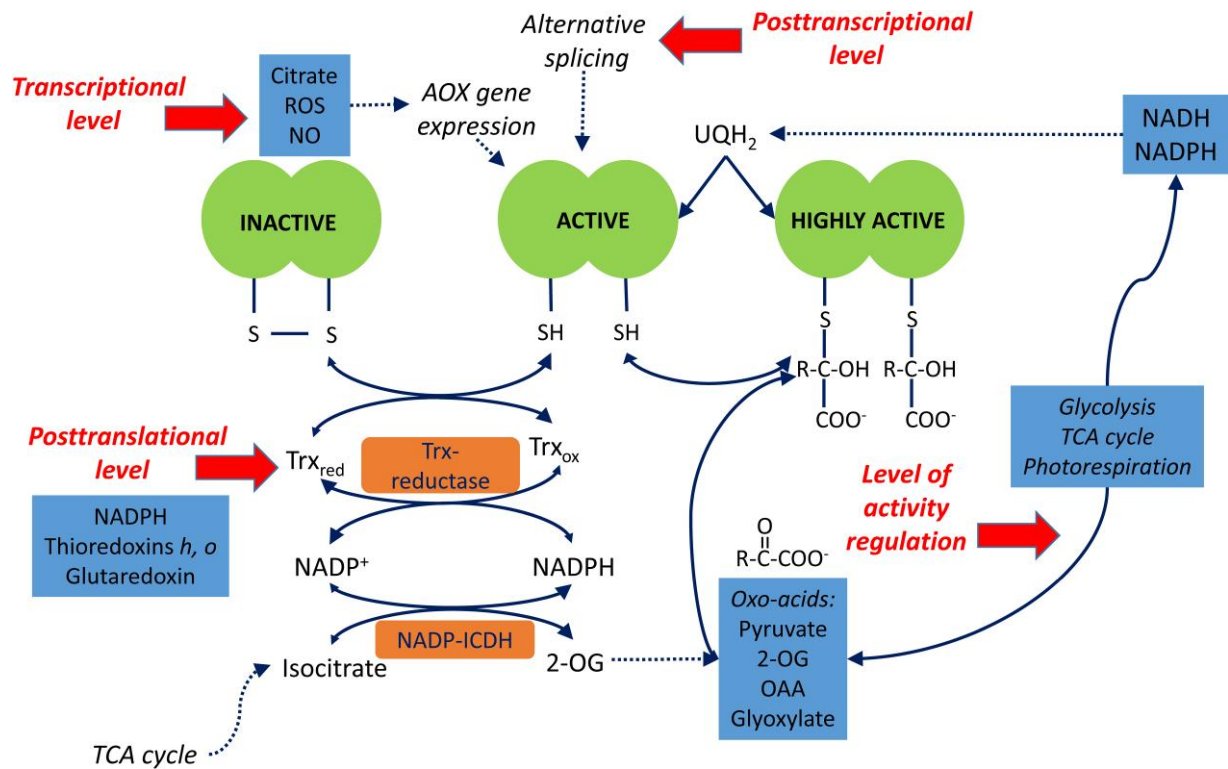 Alternative
splicing
Posttranscriptional
level
Transcriptional
level
Citrate
ROS
NO
AOX gene
expression
UQH₂
NADH
NADPH
INACTIVE
ACTIVE
HIGHLY ACTIVE
S
S
SH
SH
S
S
R-C-OH
R-C-OH
COO⁻
COO⁻
Glycolysis
TCA cycle
Photorespiration
Posttranslational
level
Trx_red
Trx-
reductase
Trx_ox
NADPH
Thioredoxins h, o
Glutaredoxin
Level of
activity
regulation
NADP⁺
NADPH
O
R-C-COO⁻
NADP-ICDH
Isocitrate
2-OG
Oxo-acids:
Pyruvate
2-OG
OAA
Glyoxylate
TCA cycle